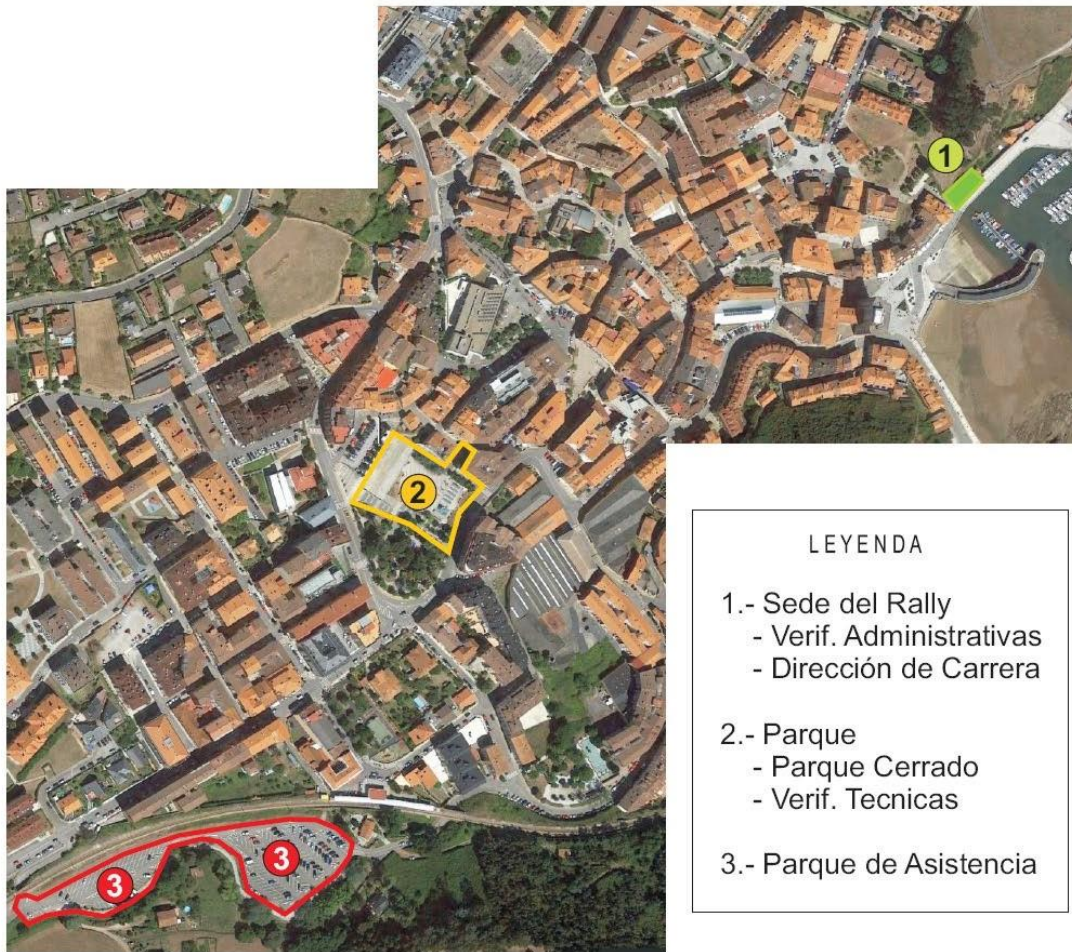 1
2
3
3
LEYENDA
1.- Sede del Rally
- Verif. Administrativas
- Dirección de Carrera
2.- Parque
- Parque Cerrado
- Verif. Tecnicas
3.- Parque de Asistencia